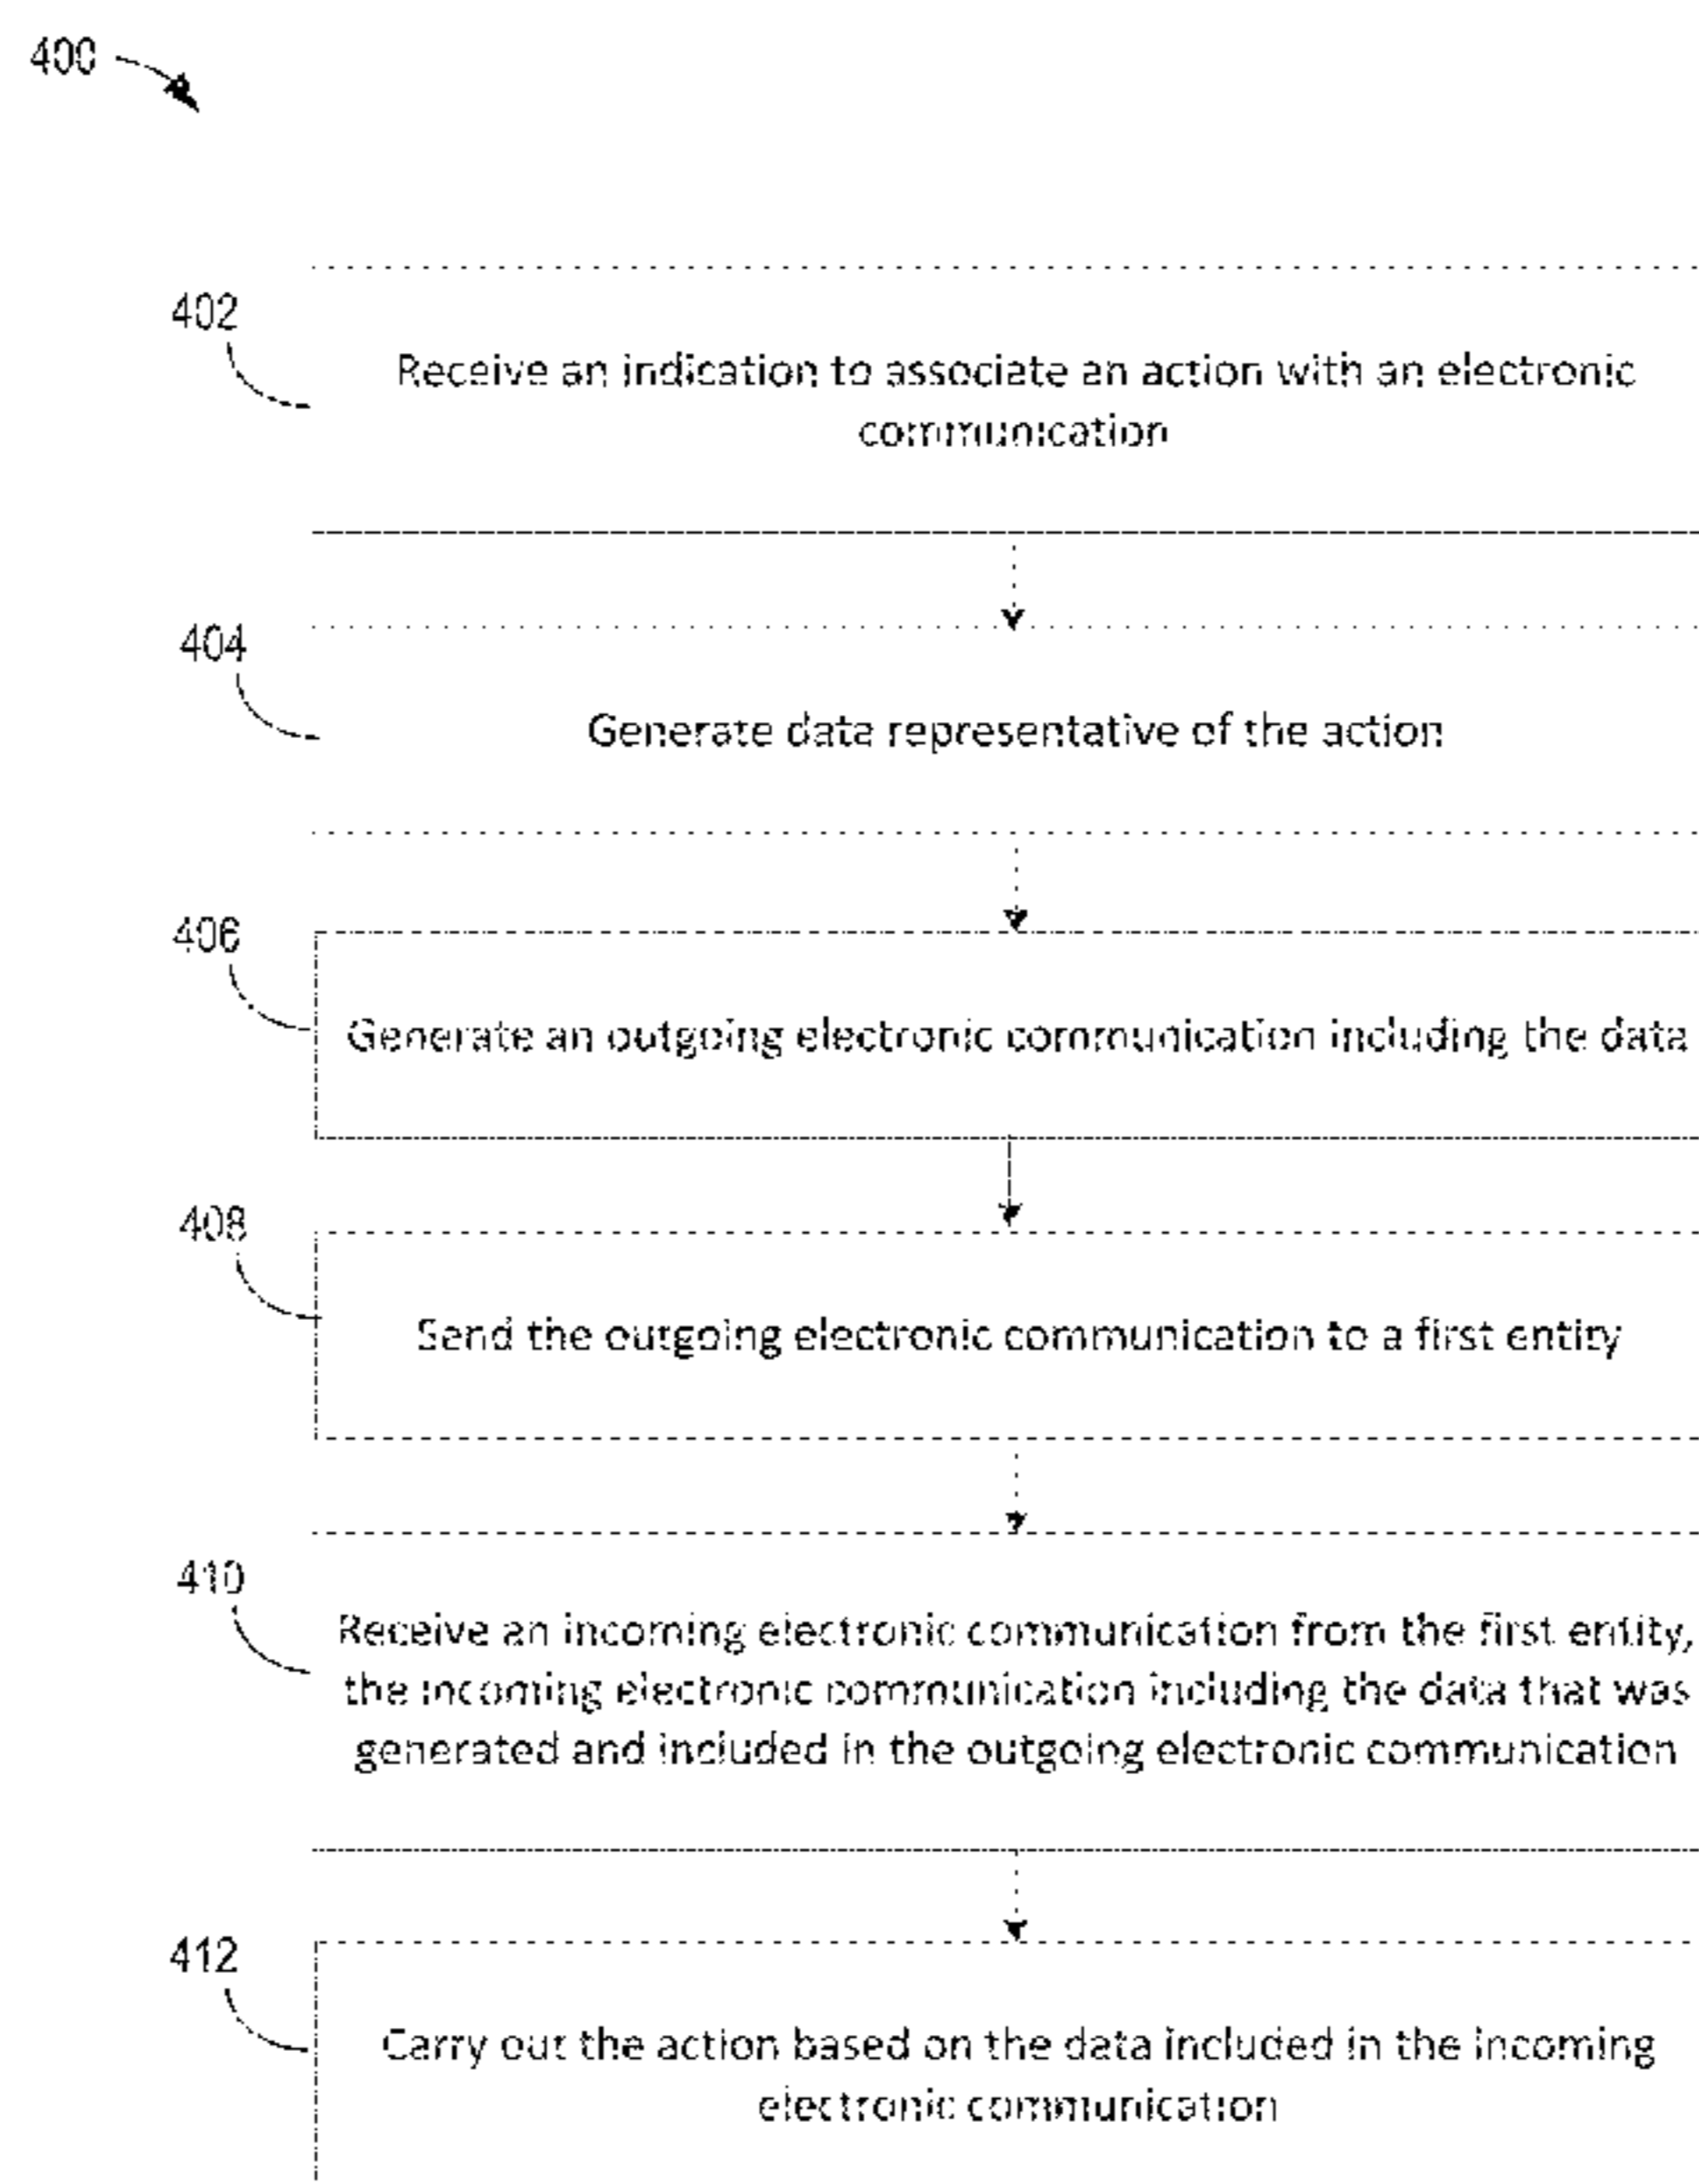 400
402
Receive an indication to associate an action with an electronic
communication
404
Generate data representative of the action
406
Generate an outgoing electronic communication including the data
408
Send the outgoing electronic communication to a first entity
410
Receive an incoming electronic communication from the first entity,
the incoming electronic communication including the data that was
generated and included in the outgoing electronic communication
412
Carry out the action based on the data included in the incoming
electronic communication